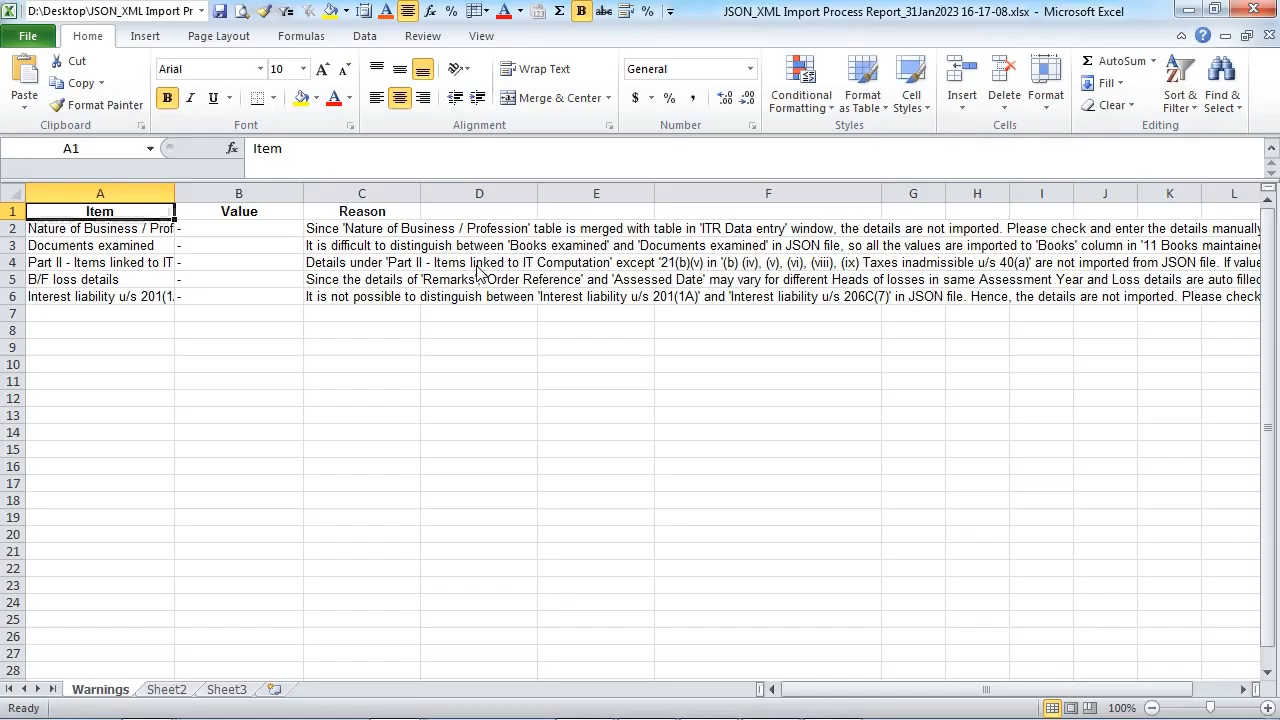 D:\Desktop\JSON_XML Import Pr
JSON_XML Import Process Report_31Jan2023 16-17-08.xlsx - Microsoft Excel
File Home Insert Page Layout Formulas Data Review View
Paste
Cut
Copy
Format Painter
Clipboard
Arial 10
B I U
Font
Wrap Text
Merge & Center
Alignment
General
$ % ,
Number
Conditional Formatting
Format as Table
Cell Styles
Styles
Insert Delete Format
Cells
AutoSum
Fill
Clear
Sort & Filter
Find & Select
Editing
A1 fx Item
A B C D E F G H I J K L
1 Item Value Reason
2 Nature of Business / Prof - Since 'Nature of Business / Profession' table is merged with table in 'ITR Data entry' window, the details are not imported. Please check and enter the details manually
3 Documents examined - It is difficult to distinguish between 'Books examined' and 'Documents examined' in JSON file, so all the values are imported to 'Books' column in '11 Books maintaine
4 Part II - Items linked to IT - Details under 'Part II - Items linked to IT Computation' except '21(b)(v) in '(b) (iv), (v), (vi), (viii), (ix) Taxes inadmissible u/s 40(a)' are not imported from JSON file. If value
5 B/F loss details - Since the details of 'Remarks/Order Reference' and 'Assessed Date' may vary for different Heads of losses in same Assessment Year and Loss details are auto filled
6 Interest liability u/s 201(1 - It is not possible to distinguish between 'Interest liability u/s 201(1A)' and 'Interest liability u/s 206C(7)' in JSON file. Hence, the details are not imported. Please check
7
8
9
10
11
12
13
14
15
16
17
18
19
20
21
22
23
24
25
26
27
28
Warnings Sheet2 Sheet3
Ready 100%